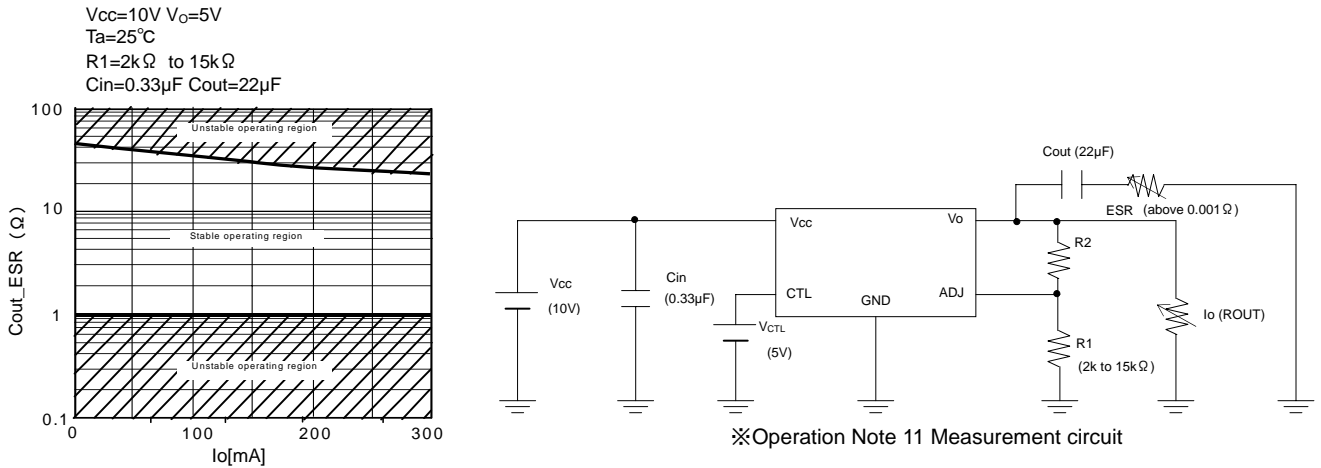 Vcc=10V Vo=5V
Ta=25°C
R1=2kΩ to 15kΩ
Cin=0.33µF Cout=22µF
100
Unstable operating region
10
Stable operating region
1
Unstable operating region
0.1
0
100
200
300
Cout_ESR (Ω)
Io[mA]
Cout (22µF)
ESR (above 0.001Ω)
Vcc
Vo
R2
Vcc
(10V)
Cin
(0.33µF)
CTL
GND
ADJ
VCTL
(5V)
Io (ROUT)
R1
(2k to 15kΩ)
※Operation Note 11 Measurement circuit